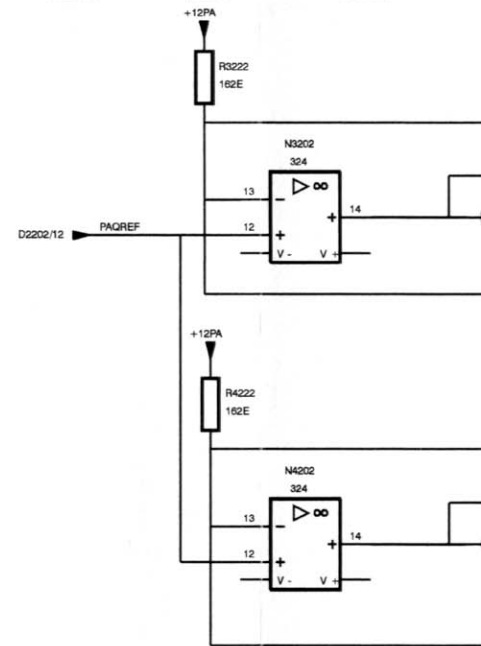 +12PA
R3222
162E
N3202
324
▷ ∞
13 -
+ 14
D2202/12 PAQREF 12 +
V - V +
+12PA
R4222
162E
N4202
324
▷ ∞
13 -
+ 14
12 +
V - V +